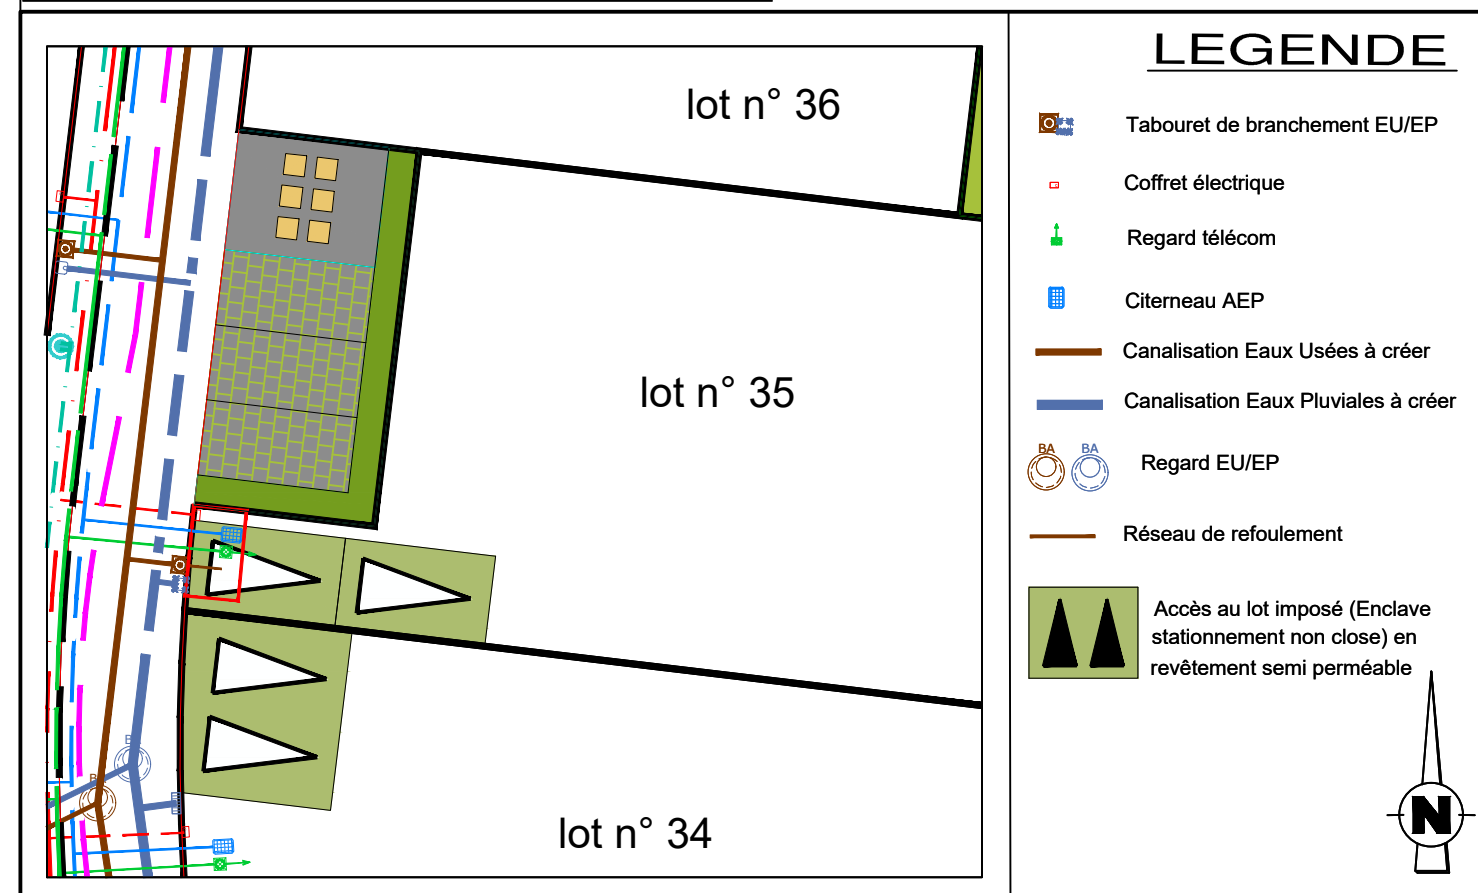 lot n° 36
lot n° 35
lot n° 34
LEGENDE
Tabouret de branchement EU/EP
Coffret électrique
Regard télécom
Citerneau AEP
Canalisation Eaux Usées à créer
Canalisation Eaux Pluviales à créer
BA BA
Regard EU/EP
Réseau de refoulement
Accès au lot imposé (Enclave
stationnement non close) en
revêtement semi perméable
N